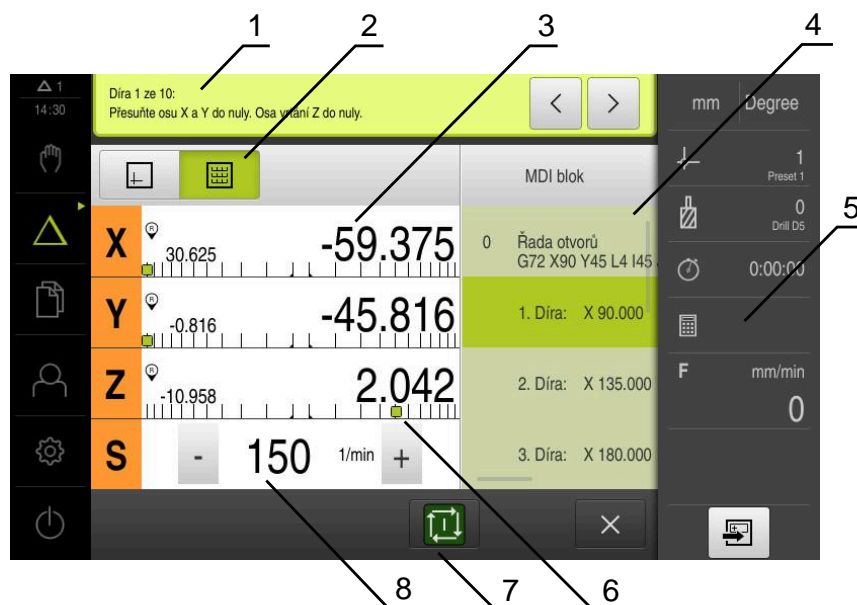 1
2
3
4
△ 1
14:30
Díra 1 ze 10:
Přesuňte osu X a Y do nuly. Osa vrtání Z do nuly.
<
>
mm
Degree
MDI blok
1
Preset 1
0
Drill D5
5
X
R
30.625
-59.375
0 Řada otvorů
G72 X90 Y45 L4 I45
0:00:00
Y
R
-0.816
-45.816
1. Díra: X 90.000
Z
R
-10.958
2.042
2. Díra: X 135.000
F mm/min
0
S
-
150
1/min
+
3. Díra: X 180.000
8
7
6